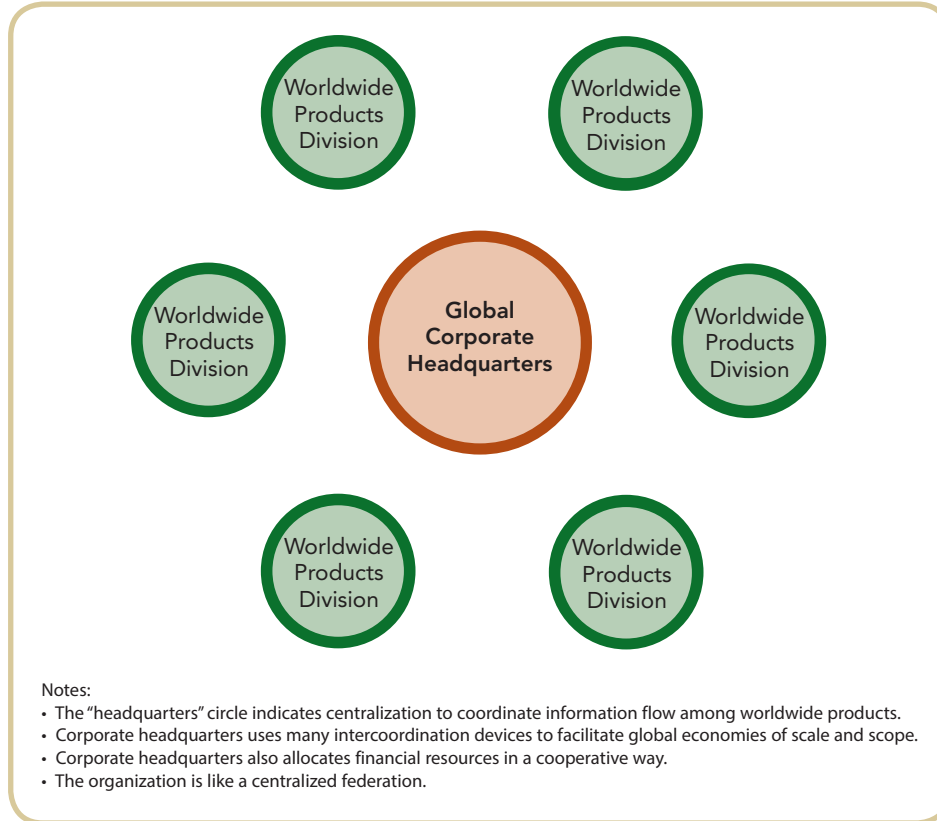 Worldwide
Products
Division
Worldwide
Products
Division
Worldwide
Products
Division
Global
Corporate
Headquarters
Worldwide
Products
Division
Worldwide
Products
Division
Worldwide
Products
Division
Notes:
• The “headquarters” circle indicates centralization to coordinate information flow among worldwide products.
• Corporate headquarters uses many intercoordination devices to facilitate global economies of scale and scope.
• Corporate headquarters also allocates financial resources in a cooperative way.
• The organization is like a centralized federation.